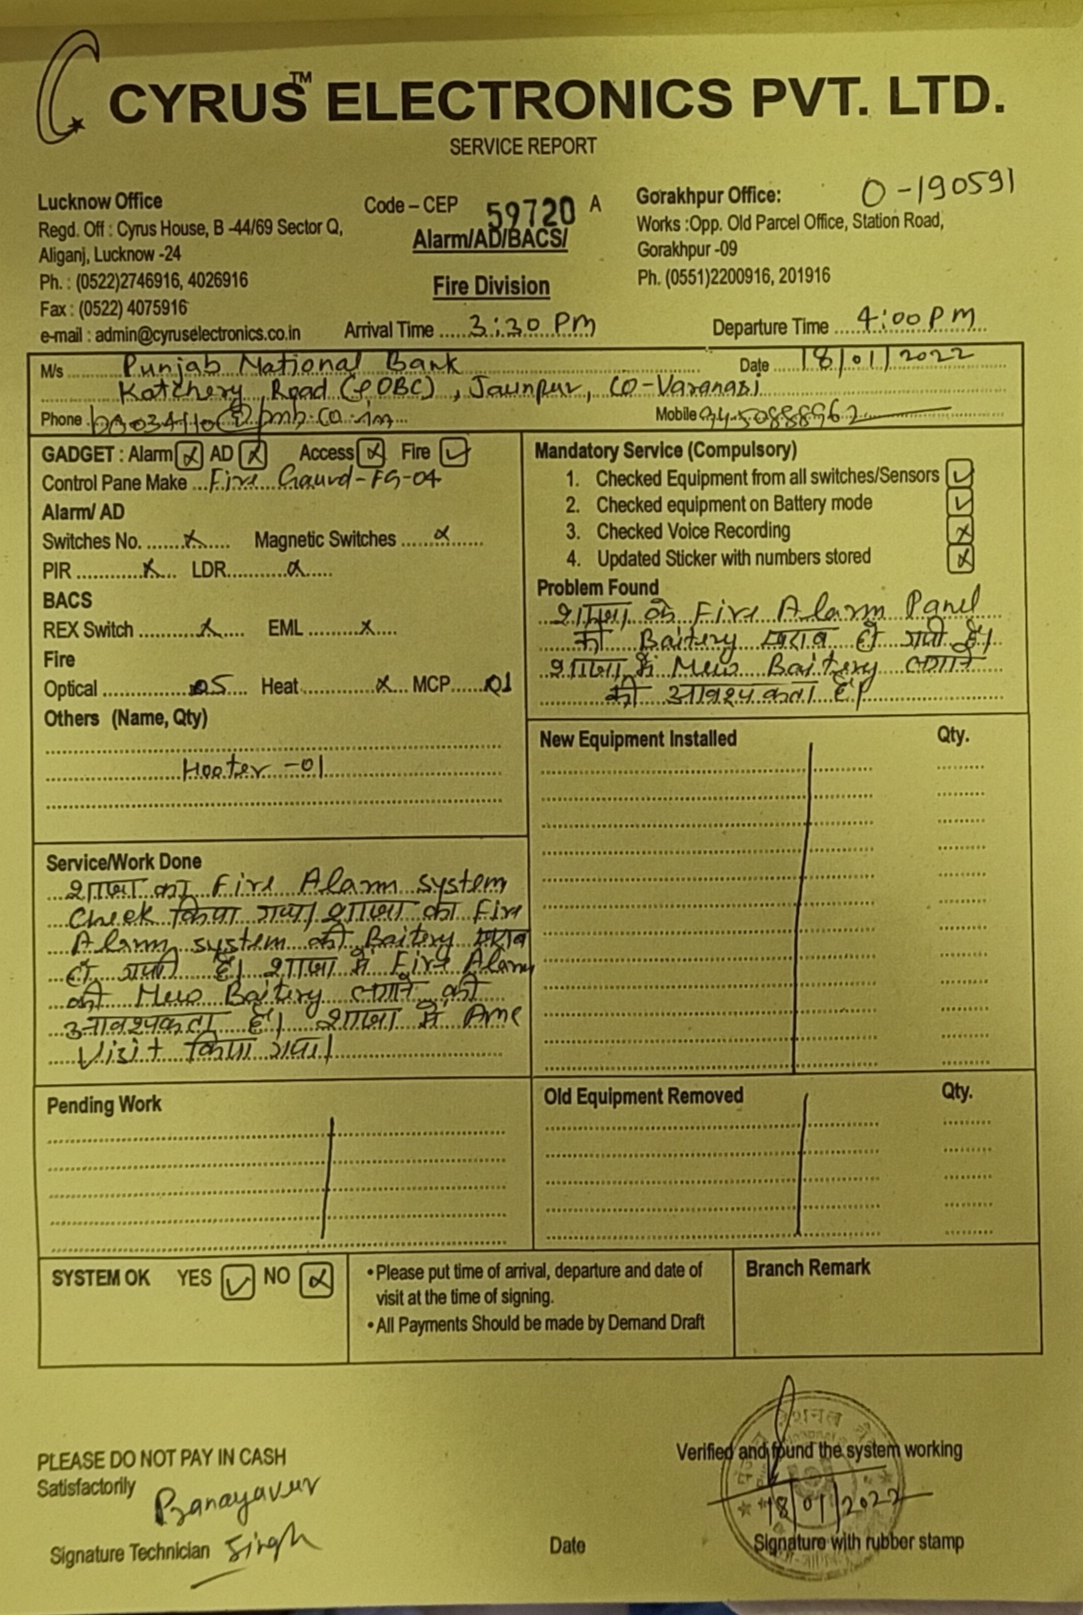 CYRUS™ ELECTRONICS PVT. LTD.
SERVICE REPORT
Lucknow Office
Regd. Off : Cyrus House, B -44/69 Sector Q,
Aliganj, Lucknow -24
Ph. : (0522)2746916, 4026916
Fax : (0522) 4075916
e-mail : admin@cyruselectronics.co.in
Code – CEP 59720 A
Alarm/AD/BACS/
Fire Division
Gorakhpur Office: O-190591
Works :Opp. Old Parcel Office, Station Road,
Gorakhpur -09
Ph. (0551)2200916, 201916
Arrival Time 3:30 PM
Departure Time 4:00 PM
M/s Punjab National Bank Date 18/01/2022
Katchery Road (eOBC), Jaunpur, CO-Varanasi
Phone @pnb.co.in Mobile
GADGET : Alarm AD Access Fire
Control Pane Make Fire Gaurd-FG-04
Alarm/ AD
Switches No. x Magnetic Switches x
PIR x LDR x
BACS
REX Switch x EML x
Fire
Optical 05 Heat x MCP 01
Others (Name, Qty)
Hooter -01
Mandatory Service (Compulsory)
1. Checked Equipment from all switches/Sensors
2. Checked equipment on Battery mode
3. Checked Voice Recording
4. Updated Sticker with numbers stored
Problem Found
शाखा के Fire Alarm Panel
की Baitery खराब हो गयी है।
शाखा में New Baitery लगाने
की आवश्यकता है।
New Equipment Installed Qty.
Service/Work Done
शाखा का Fire Alarm system
Check किया गया। शाखा का Fire
Alarm system की Baitery खराब
हो गयी है। शाखा में Fire Alarm
की New Baitery लगाने की
आवश्यकता है। शाखा में Amc
Visit किया गया।
Pending Work
Old Equipment Removed Qty.
SYSTEM OK YES NO
• Please put time of arrival, departure and date of
visit at the time of signing.
• All Payments Should be made by Demand Draft
Branch Remark
PLEASE DO NOT PAY IN CASH
Satisfactorily
Signature Technician Singh
Date
Verified and found the system working
18/01/2022
Signature with rubber stamp